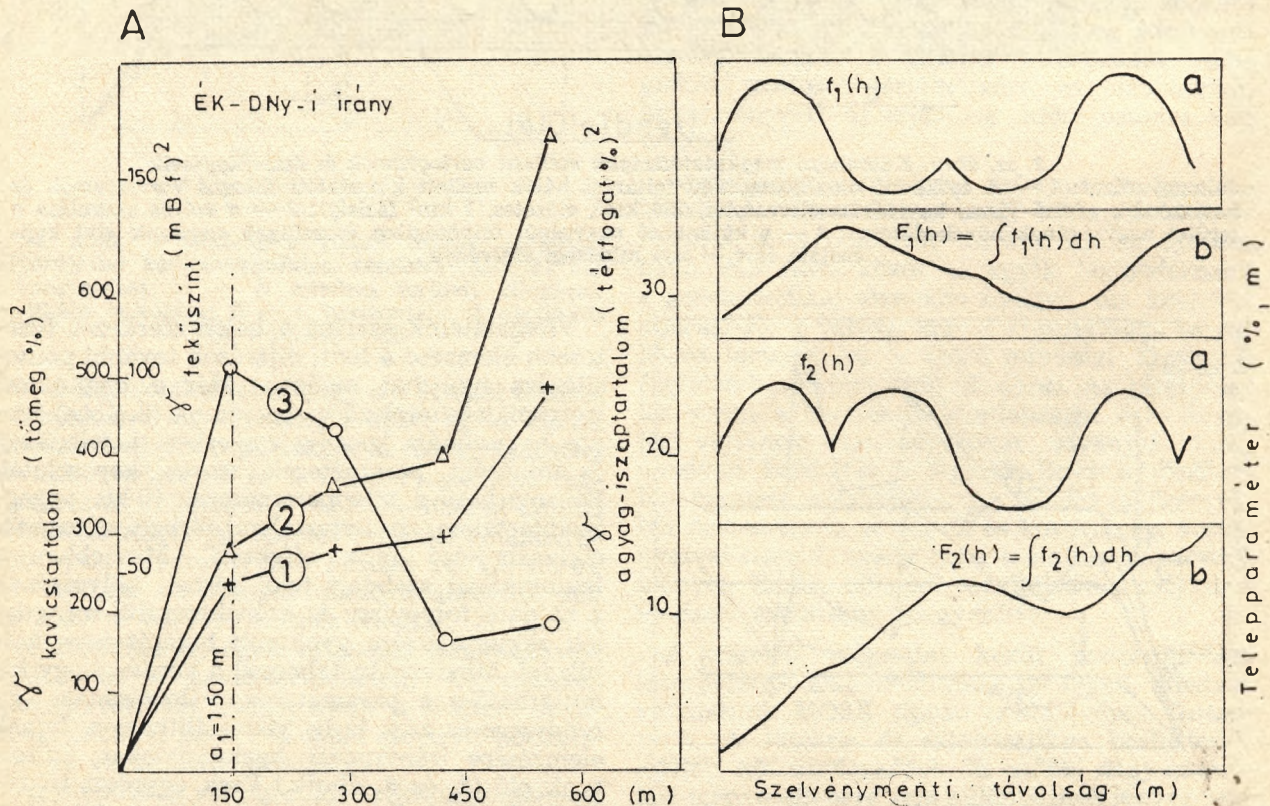 A
ÉK-DNy-i irány
γ kavicstartalom (tömeg %)²
γ feküszint (mBf)²
γ agyag-iszaptartalom (térfogat %)²
150
600
500
100
400
300
50
200
100
30
20
10
3
2
1
a₁=150 m
150
300
450
600
(m)
B
f₁(h)
a
F₁(h) = ∫ f₁(h) dh
b
f₂(h)
a
F₂(h) = ∫ f₂(h) dh
b
Szelvénymenti távolság (m)
Telepparaméter (%, m)